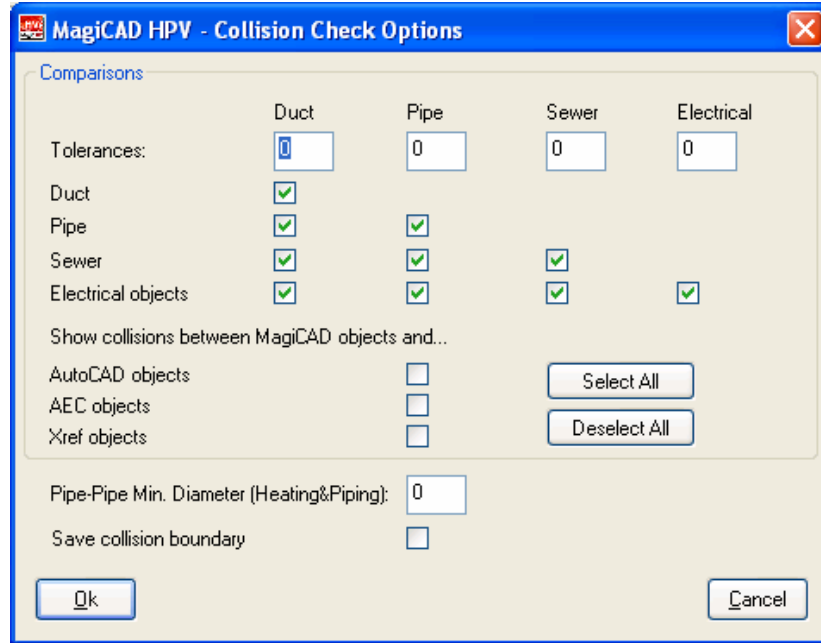 MagiCAD HPV - Collision Check Options
Comparisons
Duct Pipe Sewer Electrical
Tolerances: 0 0 0 0
Duct
Pipe
Sewer
Electrical objects
Show collisions between MagiCAD objects and...
AutoCAD objects
Select All
AEC objects
Deselect All
Xref objects
Pipe-Pipe Min. Diameter (Heating&Piping): 0
Save collision boundary
Ok Cancel